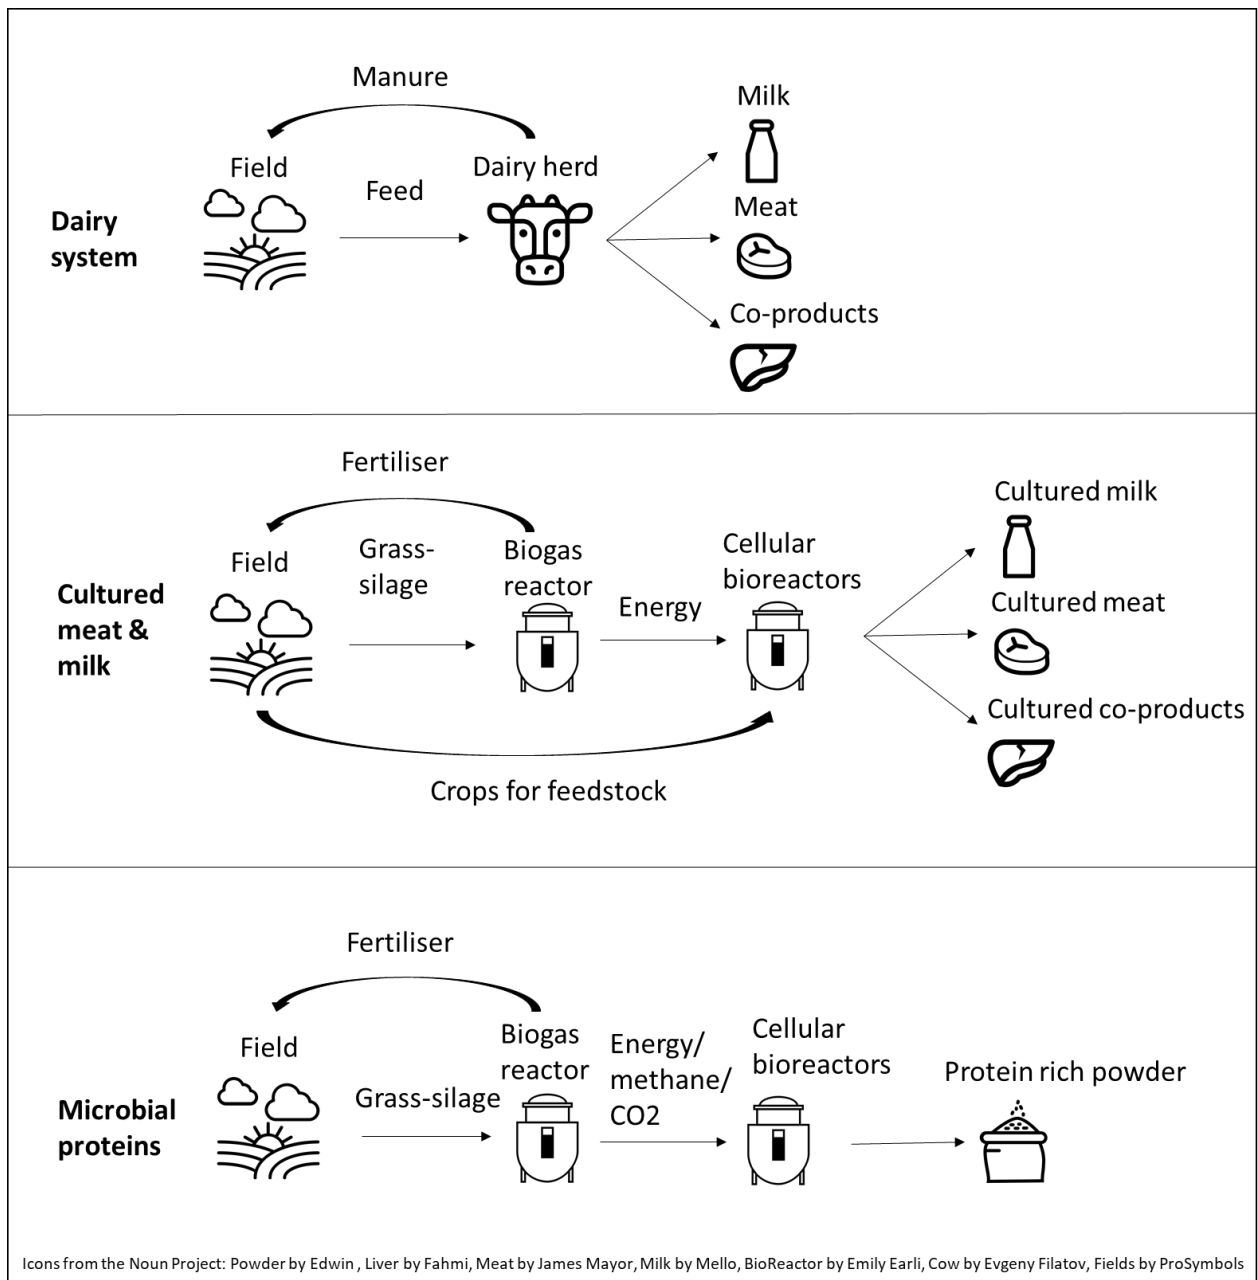 Manure
Milk
Field
Feed
Dairy herd
Meat
Dairy
system
Co-products
Fertiliser
Cultured milk
Grass-
silage
Biogas
reactor
Cellular
bioreactors
Field
Energy
Cultured meat
Cultured
meat &
milk
Cultured co-products
Crops for feedstock
Fertiliser
Field
Biogas
reactor
Energy/
methane/
CO2
Cellular
bioreactors
Protein rich powder
Grass-silage
Microbial
proteins
Icons from the Noun Project: Powder by Edwin , Liver by Fahmi, Meat by James Mayor, Milk by Mello, BioReactor by Emily Earli, Cow by Evgeny Filatov, Fields by ProSymbols